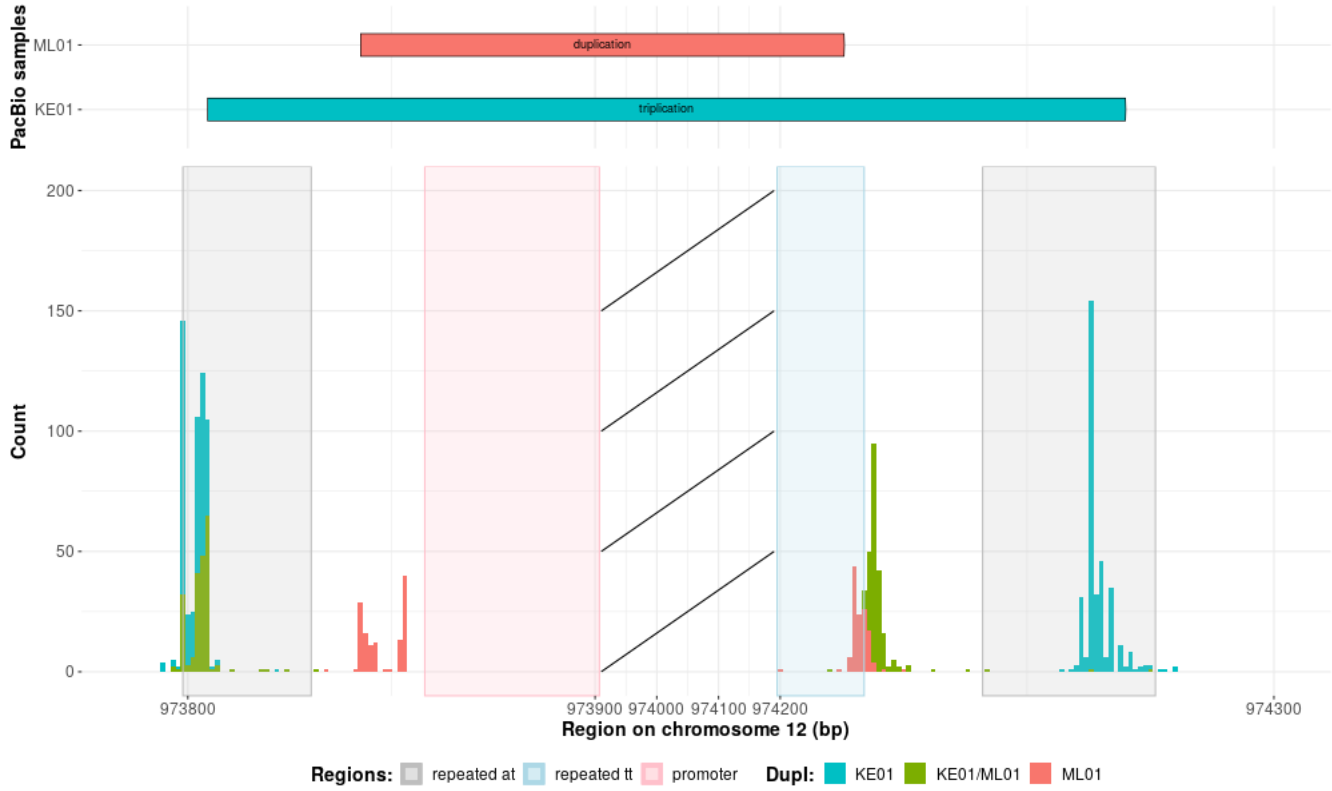 PacBio samples
ML01
duplication
KE01
triplication
Count
200
150
100
50
0
973800 973900 974000 974100 974200 974300
Region on chromosome 12 (bp)
Regions: repeated at repeated tt promoter Dupl: KE01 KE01/ML01 ML01